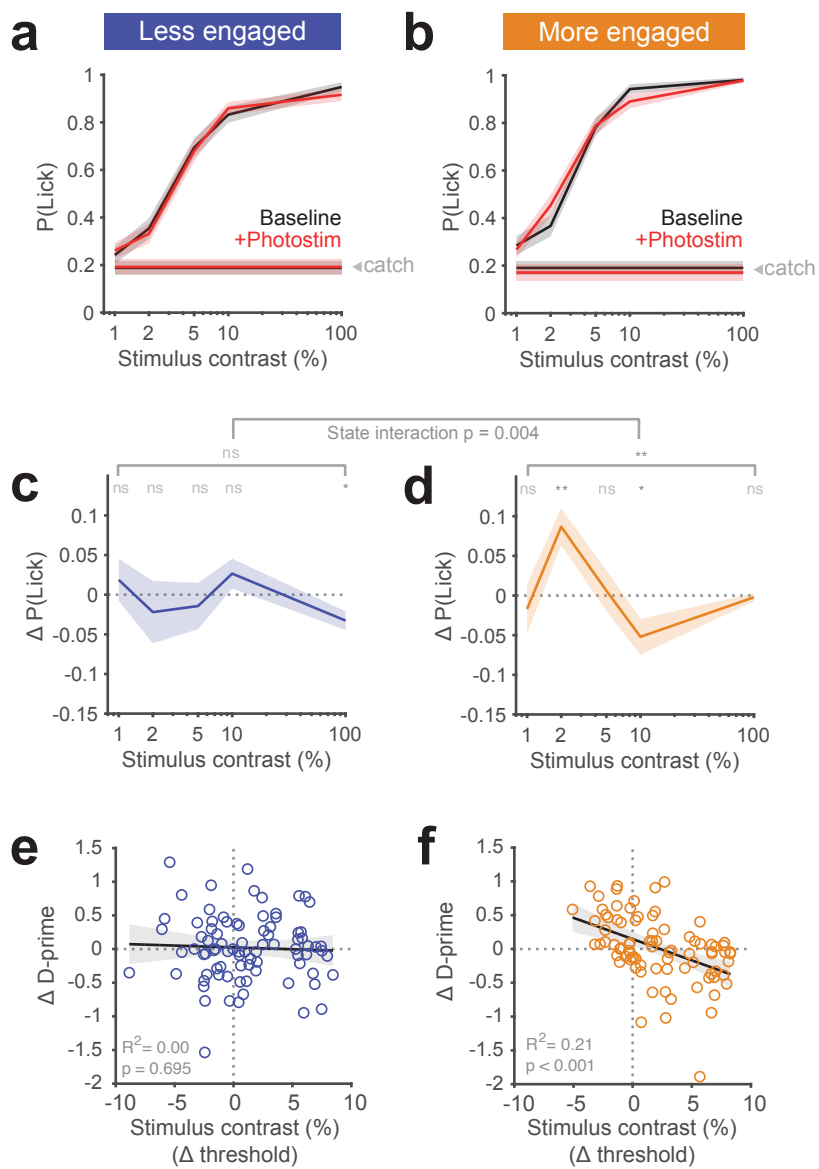 a
Less engaged
b
More engaged
1
0.8
0.6
0.4
0.2
0
P(Lick)
Baseline
+Photostim
catch
1 2 5 10 100
Stimulus contrast (%)
1
0.8
0.6
0.4
0.2
0
P(Lick)
Baseline
+Photostim
catch
1 2 5 10 100
Stimulus contrast (%)
State interaction p = 0.004
c
ns
ns ns ns ns *
0.1
0.05
0
-0.05
-0.1
-0.15
Δ P(Lick)
1 2 5 10 100
Stimulus contrast (%)
d
**
ns ** ns * ns
0.1
0.05
0
-0.05
-0.1
-0.15
Δ P(Lick)
1 2 5 10 100
Stimulus contrast (%)
e
1.5
1
0.5
0
-0.5
-1
-1.5
-2
Δ D-prime
R²= 0.00
p = 0.695
-10 -5 0 5 10
Stimulus contrast (%)
(Δ threshold)
f
1.5
1
0.5
0
-0.5
-1
-1.5
-2
Δ D-prime
R²= 0.21
p < 0.001
-10 -5 0 5 10
Stimulus contrast (%)
(Δ threshold)